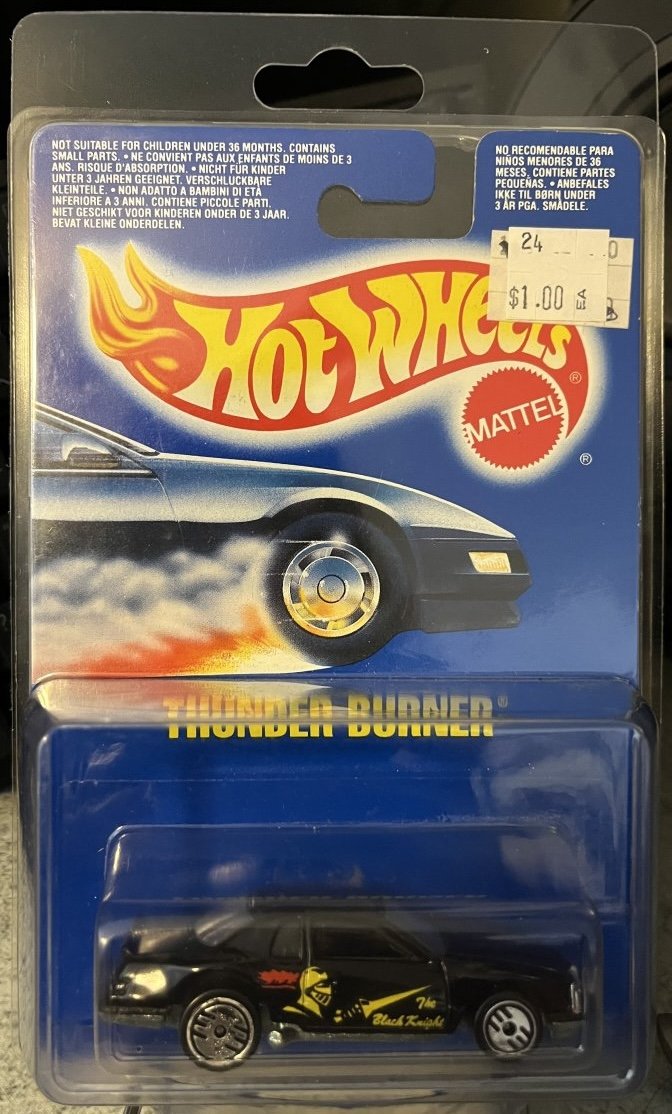 NOT SUITABLE FOR CHILDREN UNDER 36 MONTHS. CONTAINS
SMALL PARTS. • NE CONVIENT PAS AUX ENFANTS DE MOINS DE 3
ANS. RISQUE D'ABSORPTION. • NICHT FÜR KINDER
UNTER 3 JAHREN GEEIGNET. VERSCHLUCKBARE
KLEINTEILE. • NON ADATTO A BAMBINI DI ETÀ
INFERIORE A 3 ANNI. CONTIENE PICCOLE PARTI.
NIET GESCHIKT VOOR KINDEREN ONDER DE 3 JAAR.
BEVAT KLEINE ONDERDELEN.
NO RECOMENDABLE PARA
NIÑOS MENORES DE 36
MESES. CONTIENE PARTES
PEQUEÑAS. • ANBEFALES
IKKE TIL BØRN UNDER
3 ÅR PGA. SMÅDELE.
24
$1.00 EA
HOT WHEELS
®
MATTEL
®
THUNDER BURNER®
The
Black Knight